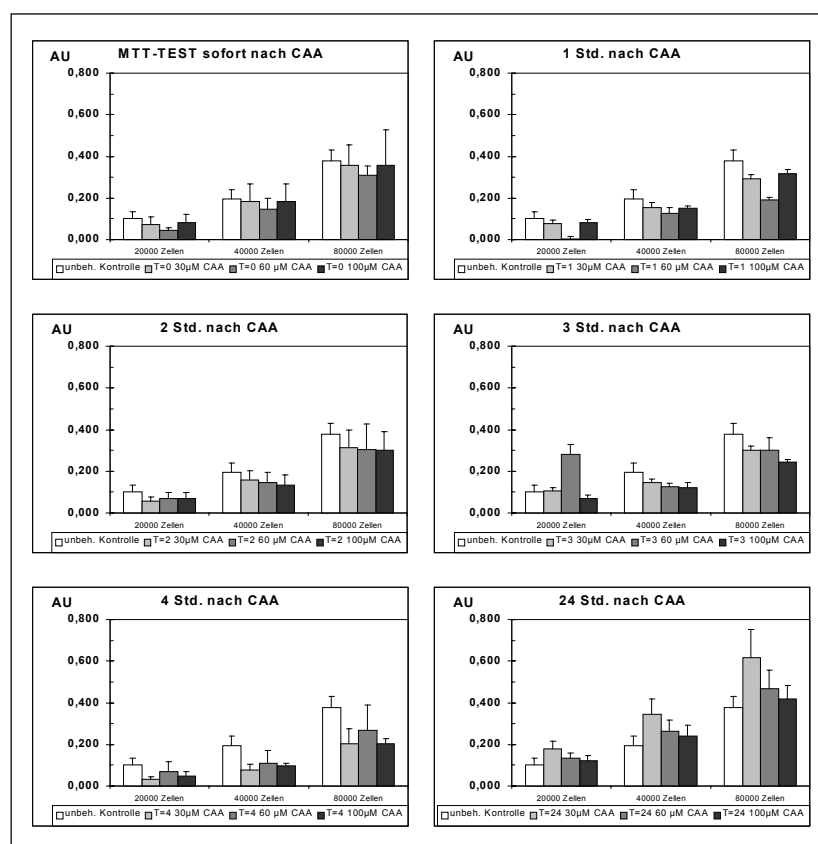 AU MTT-TEST sofort nach CAA
0,800
0,600
0,400
0,200
0,000
20000 Zellen 40000 Zellen 80000 Zellen
unbeh. Kontrolle T=0 30µM CAA T=0 60 µM CAA T=0 100µM CAA
AU 1 Std. nach CAA
0,800
0,600
0,400
0,200
0,000
20000 Zellen 40000 Zellen 80000 Zellen
unbeh. Kontrolle T=1 30µM CAA T=1 60 µM CAA T=1 100µM CAA
AU 2 Std. nach CAA
0,800
0,600
0,400
0,200
0,000
20000 Zellen 40000 Zellen 80000 Zellen
unbeh. Kontrolle T=2 30µM CAA T=2 60 µM CAA T=2 100µM CAA
AU 3 Std. nach CAA
0,800
0,600
0,400
0,200
0,000
20000 Zellen 40000 Zellen 80000 Zellen
unbeh. Kontrolle T=3 30µM CAA T=3 60 µM CAA T=3 100µM CAA
AU 4 Std. nach CAA
0,800
0,600
0,400
0,200
0,000
20000 Zellen 40000 Zellen 80000 Zellen
unbeh. Kontrolle T=4 30µM CAA T=4 60 µM CAA T=4 100µM CAA
AU 24 Std. nach CAA
0,800
0,600
0,400
0,200
0,000
20000 Zellen 40000 Zellen 80000 Zellen
unbeh. Kontrolle T=24 30µM CAA T=24 60 µM CAA T=24 100µM CAA